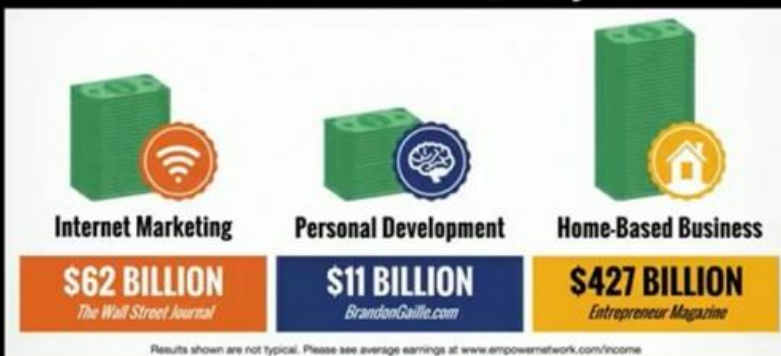 Internet Marketing
Personal Development
Home-Based Business
$62 BILLION
The Wall Street Journal
$11 BILLION
BrandonGaille.com
$427 BILLION
Entrepreneur Magazine
Results shown are not typical. Please see average earnings at www.empowernetwork.com/income